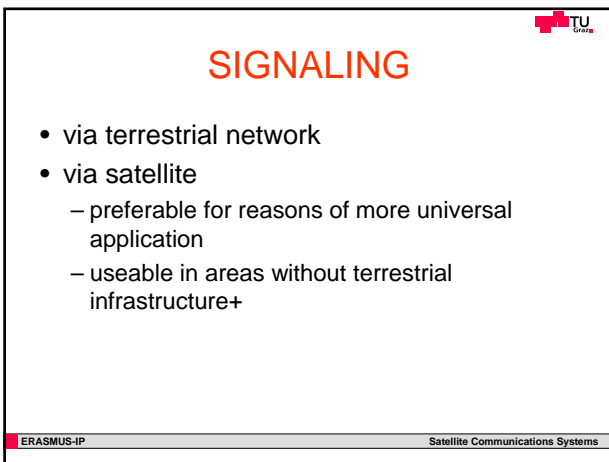 TU
Graz
SIGNALING
• via terrestrial network
• via satellite
– preferable for reasons of more universal
application
– useable in areas without terrestrial
infrastructure+
ERASMUS-IP Satellite Communications Systems